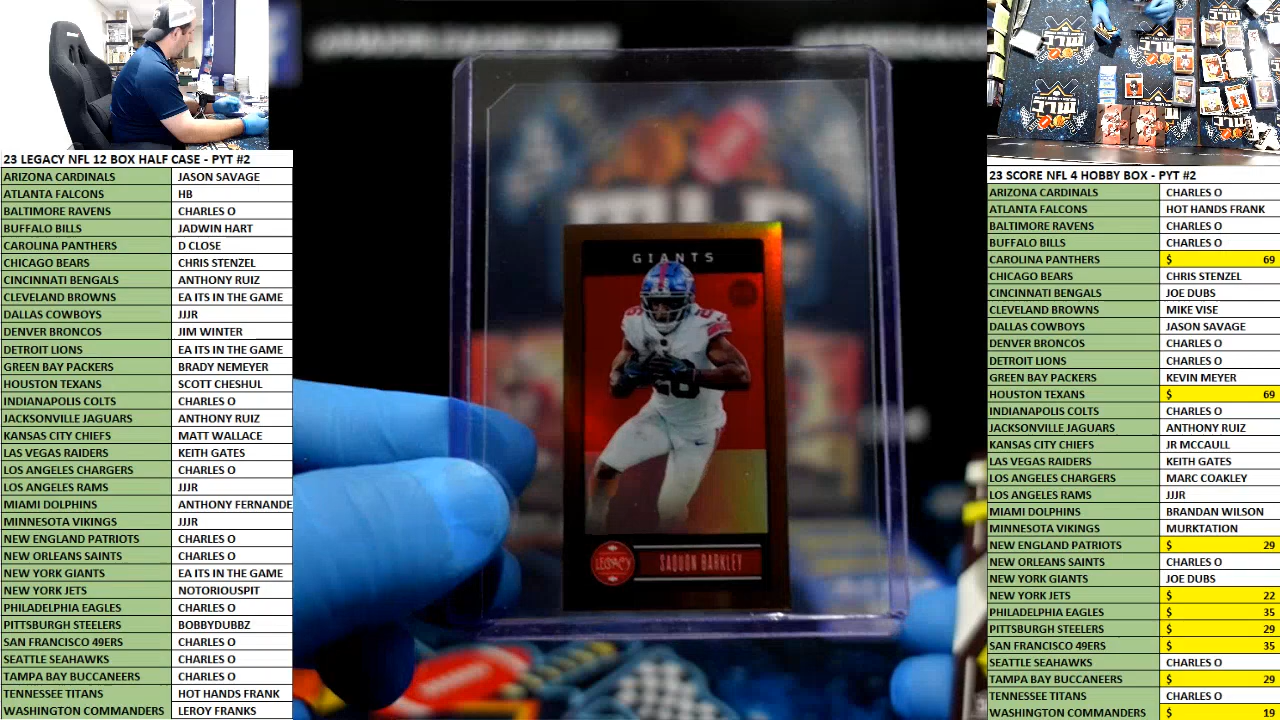 23 LEGACY NFL 12 BOX HALF CASE - PYT #2
ARIZONA CARDINALS JASON SAVAGE
ATLANTA FALCONS HB
BALTIMORE RAVENS CHARLES O
BUFFALO BILLS JADWIN HART
CAROLINA PANTHERS D CLOSE
CHICAGO BEARS CHRIS STENZEL
CINCINNATI BENGALS ANTHONY RUIZ
CLEVELAND BROWNS EA ITS IN THE GAME
DALLAS COWBOYS JJJR
DENVER BRONCOS JIM WINTER
DETROIT LIONS EA ITS IN THE GAME
GREEN BAY PACKERS BRADY NEMEYER
HOUSTON TEXANS SCOTT CHESHUL
INDIANAPOLIS COLTS CHARLES O
JACKSONVILLE JAGUARS ANTHONY RUIZ
KANSAS CITY CHIEFS MATT WALLACE
LAS VEGAS RAIDERS KEITH GATES
LOS ANGELES CHARGERS CHARLES O
LOS ANGELES RAMS JJJR
MIAMI DOLPHINS ANTHONY FERNANDE
MINNESOTA VIKINGS JJJR
NEW ENGLAND PATRIOTS CHARLES O
NEW ORLEANS SAINTS CHARLES O
NEW YORK GIANTS EA ITS IN THE GAME
NEW YORK JETS NOTORIOUSPIT
PHILADELPHIA EAGLES CHARLES O
PITTSBURGH STEELERS BOBBYDUBBZ
SAN FRANCISCO 49ERS CHARLES O
SEATTLE SEAHAWKS CHARLES O
TAMPA BAY BUCCANEERS CHARLES O
TENNESSEE TITANS HOT HANDS FRANK
WASHINGTON COMMANDERS LEROY FRANKS
GIANTS
26
LEGACY
SAQUON BARKLEY
23 SCORE NFL 4 HOBBY BOX - PYT #2
ARIZONA CARDINALS CHARLES O
ATLANTA FALCONS HOT HANDS FRANK
BALTIMORE RAVENS CHARLES O
BUFFALO BILLS CHARLES O
CAROLINA PANTHERS $ 69
CHICAGO BEARS CHRIS STENZEL
CINCINNATI BENGALS JOE DUBS
CLEVELAND BROWNS MIKE VISE
DALLAS COWBOYS JASON SAVAGE
DENVER BRONCOS CHARLES O
DETROIT LIONS CHARLES O
GREEN BAY PACKERS KEVIN MEYER
HOUSTON TEXANS $ 69
INDIANAPOLIS COLTS CHARLES O
JACKSONVILLE JAGUARS ANTHONY RUIZ
KANSAS CITY CHIEFS JR MCCAULL
LAS VEGAS RAIDERS KEITH GATES
LOS ANGELES CHARGERS MARC COAKLEY
LOS ANGELES RAMS JJJR
MIAMI DOLPHINS BRANDAN WILSON
MINNESOTA VIKINGS MURKTATION
NEW ENGLAND PATRIOTS $ 29
NEW ORLEANS SAINTS CHARLES O
NEW YORK GIANTS JOE DUBS
NEW YORK JETS $ 22
PHILADELPHIA EAGLES $ 35
PITTSBURGH STEELERS $ 29
SAN FRANCISCO 49ERS $ 35
SEATTLE SEAHAWKS CHARLES O
TAMPA BAY BUCCANEERS $ 29
TENNESSEE TITANS CHARLES O
WASHINGTON COMMANDERS $ 19